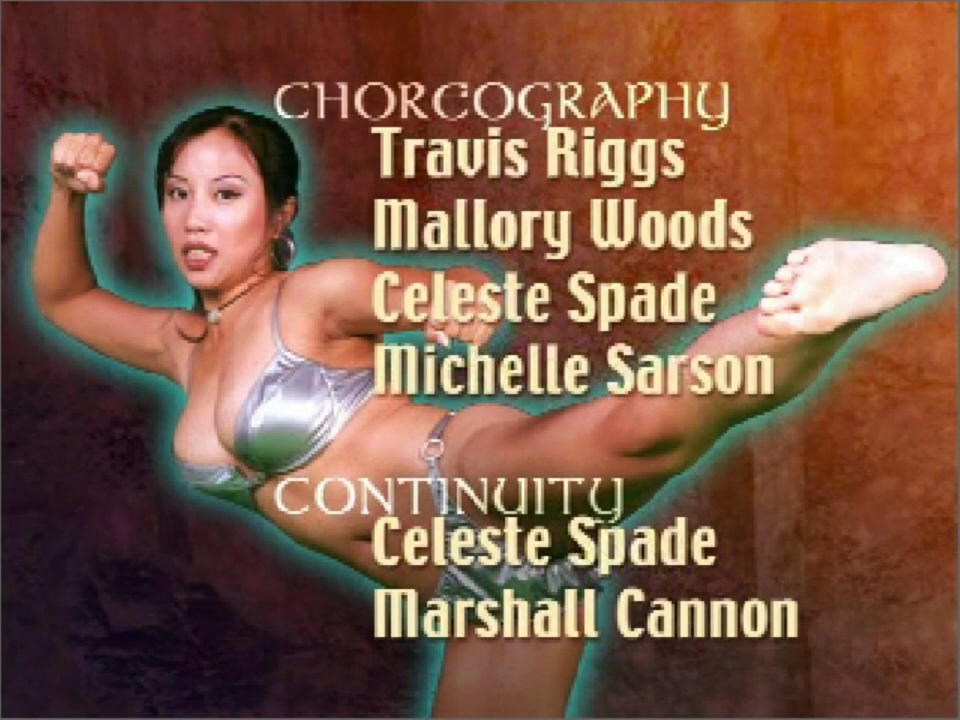 CHOREOGRAPHY
Travis Riggs
Mallory Woods
Celeste Spade
Michelle Sarson
CONTINUITY
Celeste Spade
Marshall Cannon